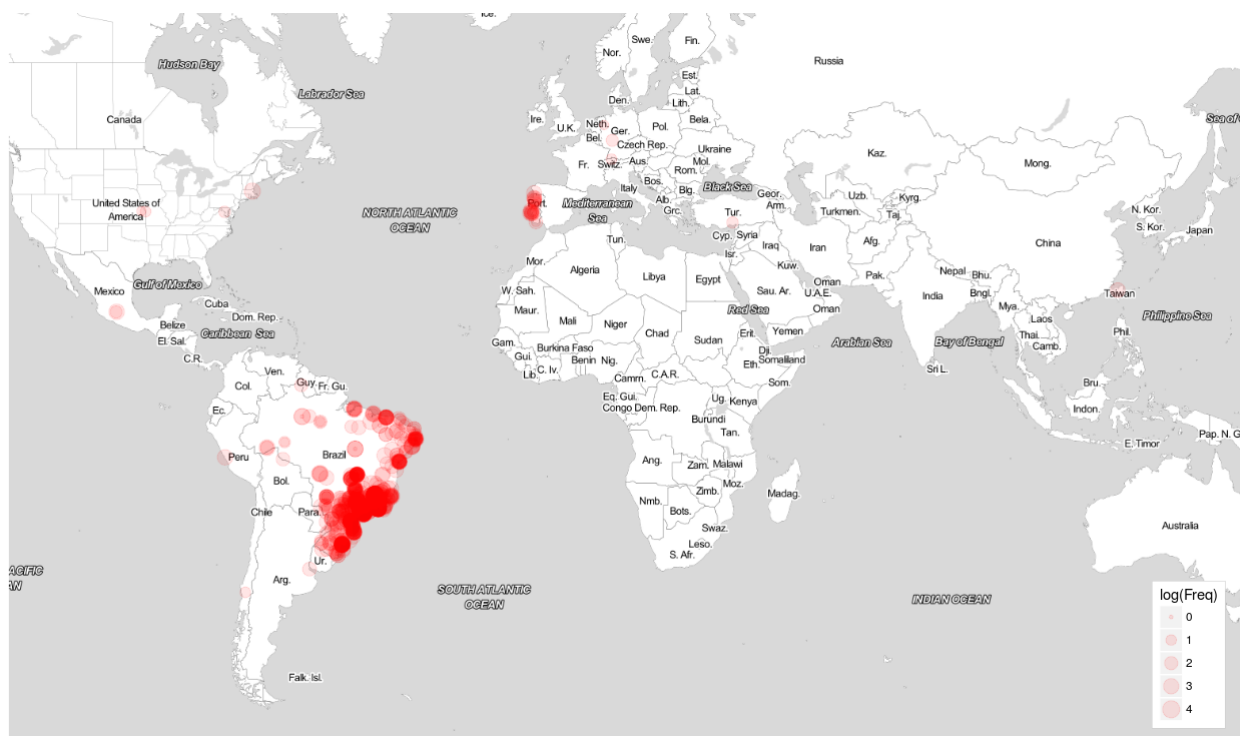 Ice.
Swe.
Fin.
Nor.
Russia
Hudson Bay
Est.
Labrador Sea
Lat.
Den.
Lith.
Canada
Ire.
Neth.
U.K.
Ger.
Pol.
Bela.
Bel.
Czech Rep.
Ukraine
Kaz.
Mong.
Fr.
Switz.
Aus.
Mol.
Rom.
Bos.
Italy
Black Sea
Blg.
Geor.
Uzb.
Kyrg.
United States of
America
Port.
Mediterranean
Sea
Alb.
Grc.
Arm.
Turkmen.
Taj.
NORTH ATLANTIC
OCEAN
Tur.
N. Kor.
S. Kor.
Japan
Tun.
Cyp.
Syria
Iraq
Iran
Afg.
China
Mor.
Isr.
Kuw.
Algeria
Libya
Egypt
Pak.
Nepal
Bhu.
Gulf of Mexico
Mexico
W. Sah.
Sau. Ar.
Oman
U.A.E.
India
Bngl.
Taiwan
Cuba
Dom. Rep.
Maur.
Red Sea
Oman
Mya.
Laos
Philippine Sea
Belize
Caribbean Sea
El. Sal.
Mali
Niger
Chad
Sudan
Erit.
Yemen
Arabian Sea
Bay of Bengal
Thai.
Camb.
Phil.
Gam.
Gui.
Burkina Faso
Benin
Nig.
Dji.
Somaliland
C.R.
Ven.
Lib.
C. Iv.
Camrn.
C.A.R.
Eth.
Sri L.
Col.
Guy
Fr. Gu.
Som.
Bru.
Ec.
Eq. Gui.
Congo
Dem. Rep.
Ug.
Kenya
Burundi
Indon.
Tan.
Pap. N. G
E. Timor
Peru
Brazil
Ang.
Zam.
Malawi
Bol.
Moz.
Zimb.
Madag.
Nmb.
Bots.
Chile
Para.
Australia
Swaz.
Leso.
S. Afr.
Ur.
ACIFIC
AN
Arg.
SOUTH ATLANTIC
OCEAN
INDIAN OCEAN
Falk. Isl.
log(Freq)
0
1
2
3
4